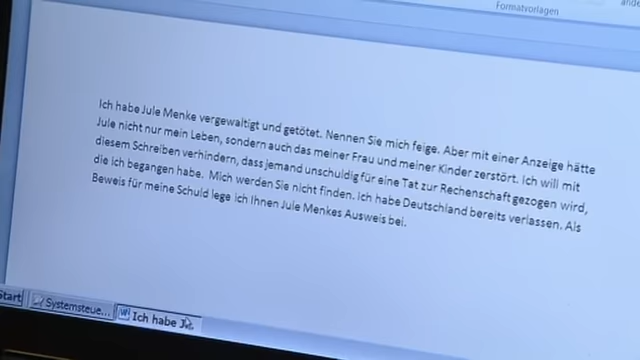 Formatvorlagen
Ich habe Jule Menke vergewaltigt und getötet. Nennen Sie mich feige. Aber mit einer Anzeige hätte
Jule nicht nur mein Leben, sondern auch das meiner Frau und meiner Kinder zerstört. Ich will mit
diesem Schreiben verhindern, dass jemand unschuldig für eine Tat zur Rechenschaft gezogen wird,
die ich begangen habe. Mich werden Sie nicht finden. Ich habe Deutschland bereits verlassen. Als
Beweis für meine Schuld lege ich Ihnen Jule Menkes Ausweis bei.
Start
Systemsteue...
Ich habe J...